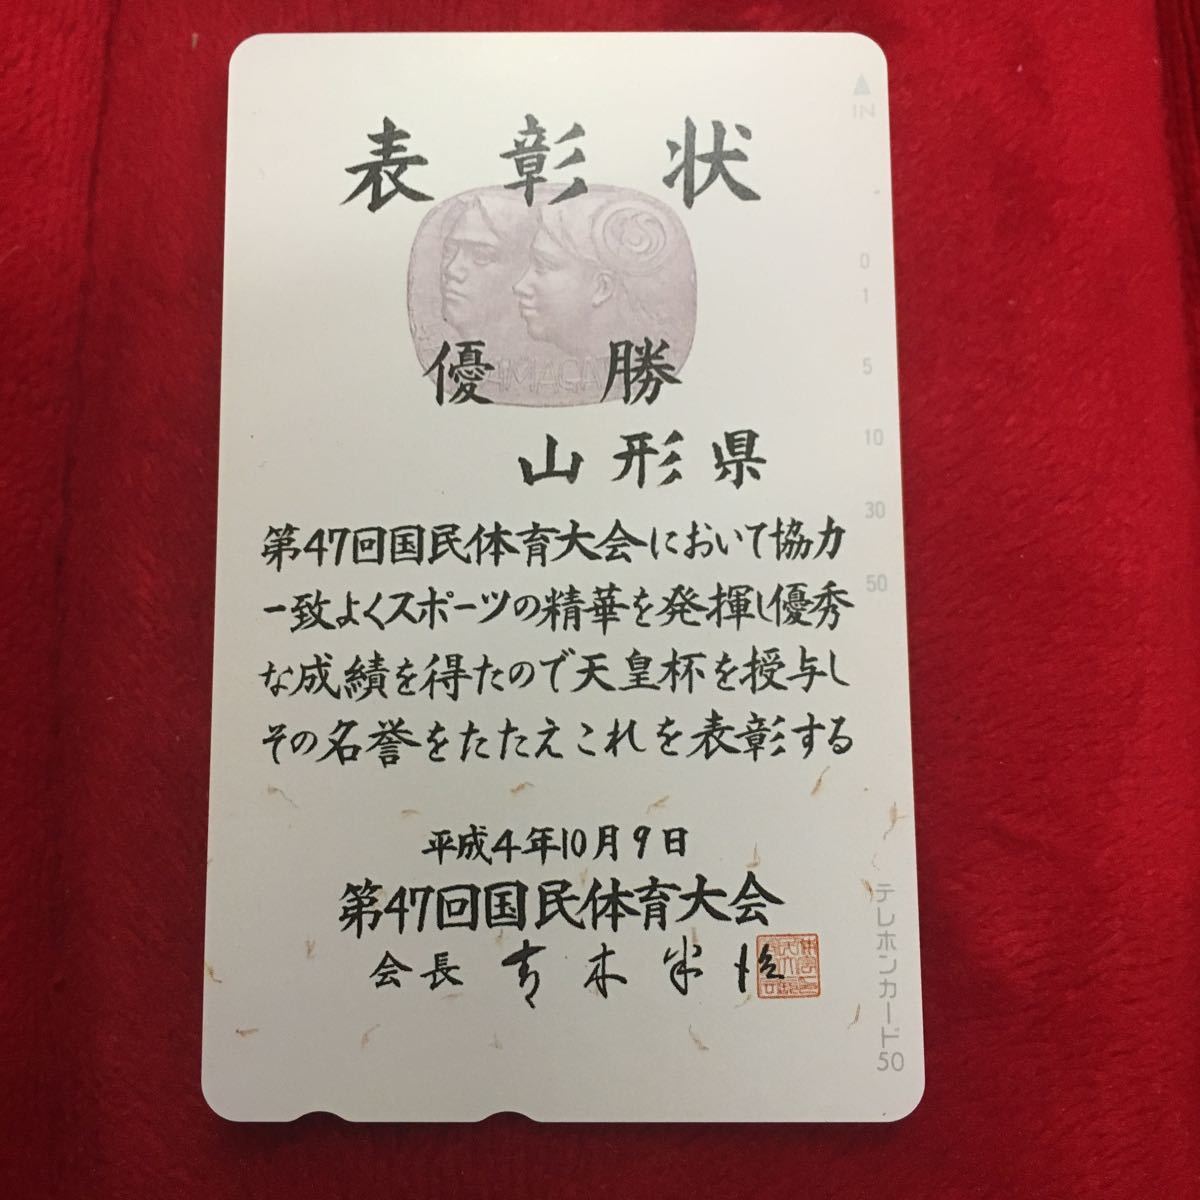 表彰状
優勝
山形県
第47回国民体育大会において協力
一致よくスポーツの精華を発揮し優秀
な成績を得たので天皇杯を授与し
その名誉をたたえこれを表彰する
平成4年10月9日
第47回国民体育大会
会長 青木半治
IN
0
1
5
10
30
50
テレホンカード50